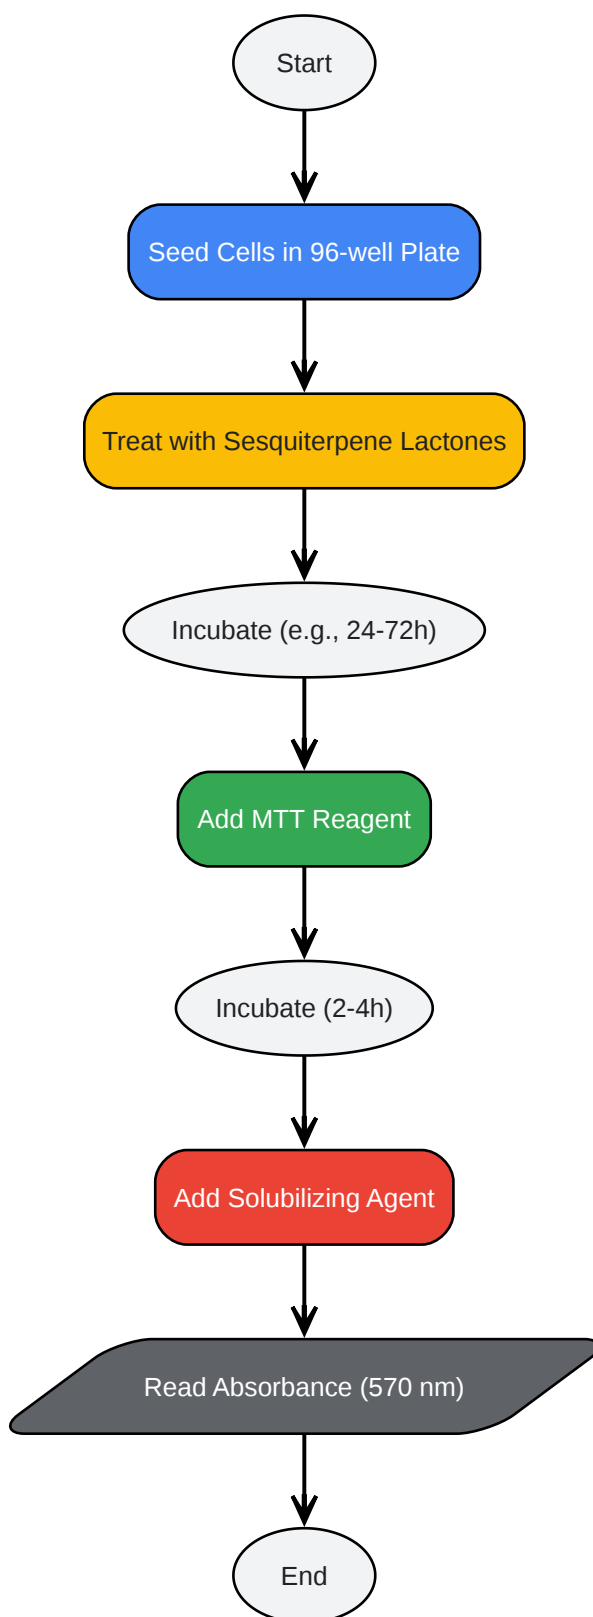 Start
Seed Cells in 96-well Plate
Treat with Sesquiterpene Lactones
Incubate (e.g., 24-72h)
Add MTT Reagent
Incubate (2-4h)
Add Solubilizing Agent
Read Absorbance (570 nm)
End